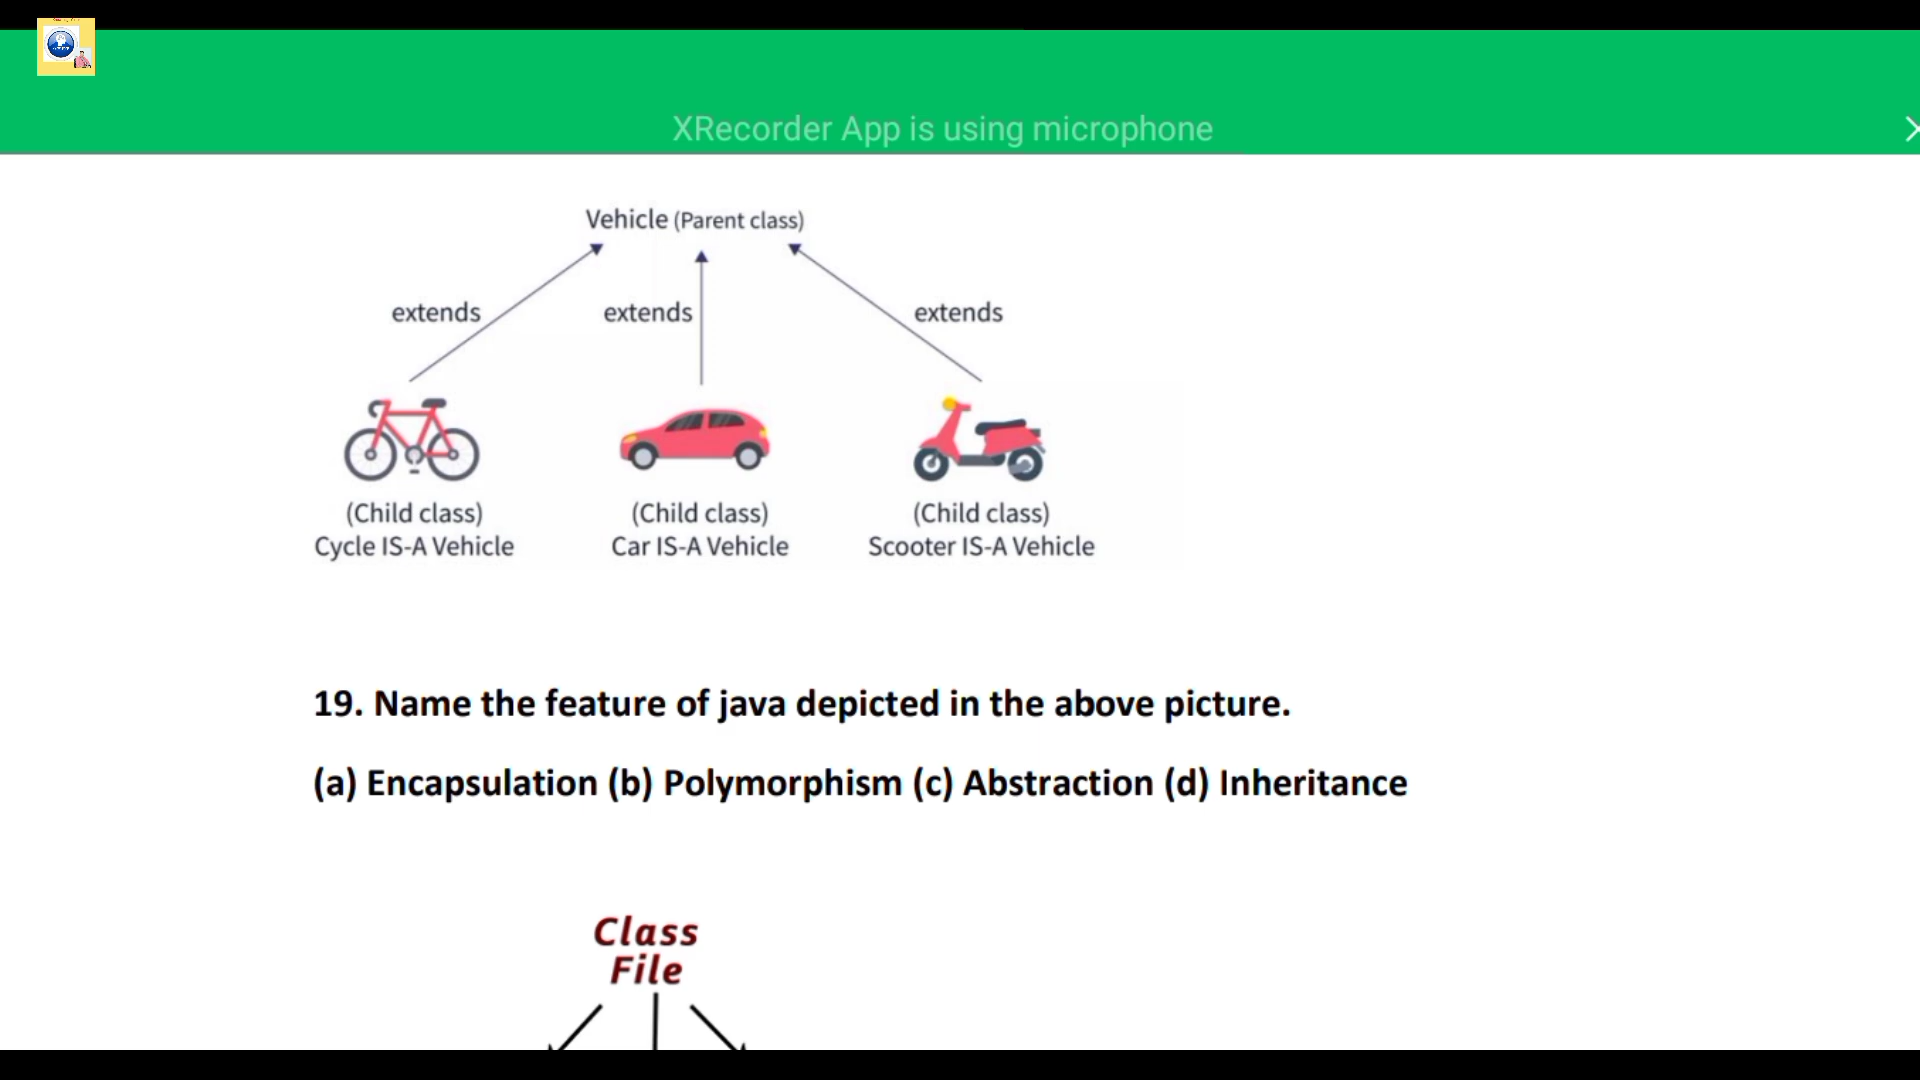 XRecorder App is using microphone
Vehicle (Parent class)
extends extends extends
(Child class) (Child class) (Child class)
Cycle IS-A Vehicle Car IS-A Vehicle Scooter IS-A Vehicle
19. Name the feature of java depicted in the above picture.
(a) Encapsulation (b) Polymorphism (c) Abstraction (d) Inheritance
Class
File